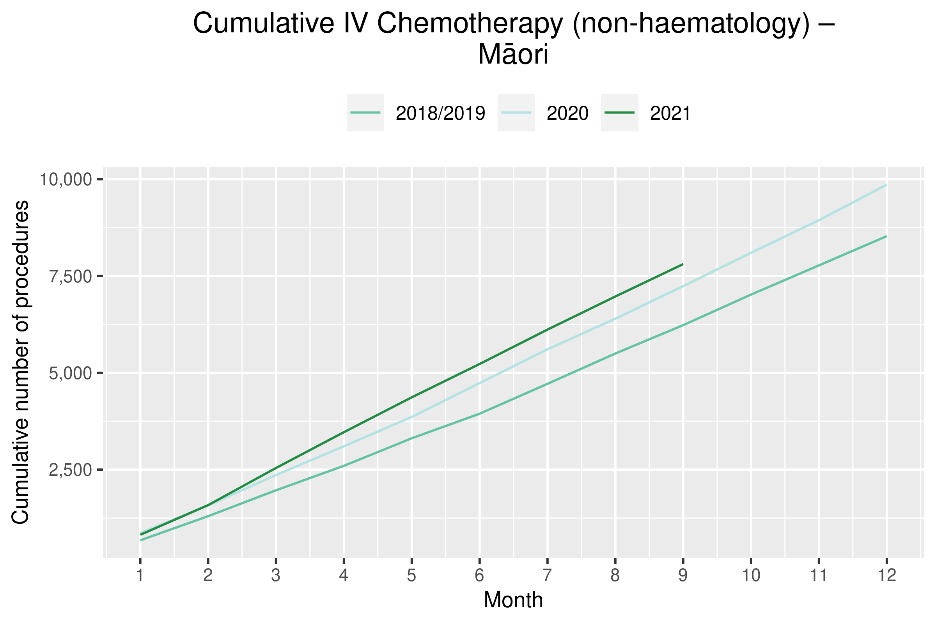 Cumulative IV Chemotherapy (non-haematology) –
Māori
2018/2019 2020 2021
10,000
7,500
5,000
2,500
Cumulative number of procedures
1 2 3 4 5 6 7 8 9 10 11 12
Month